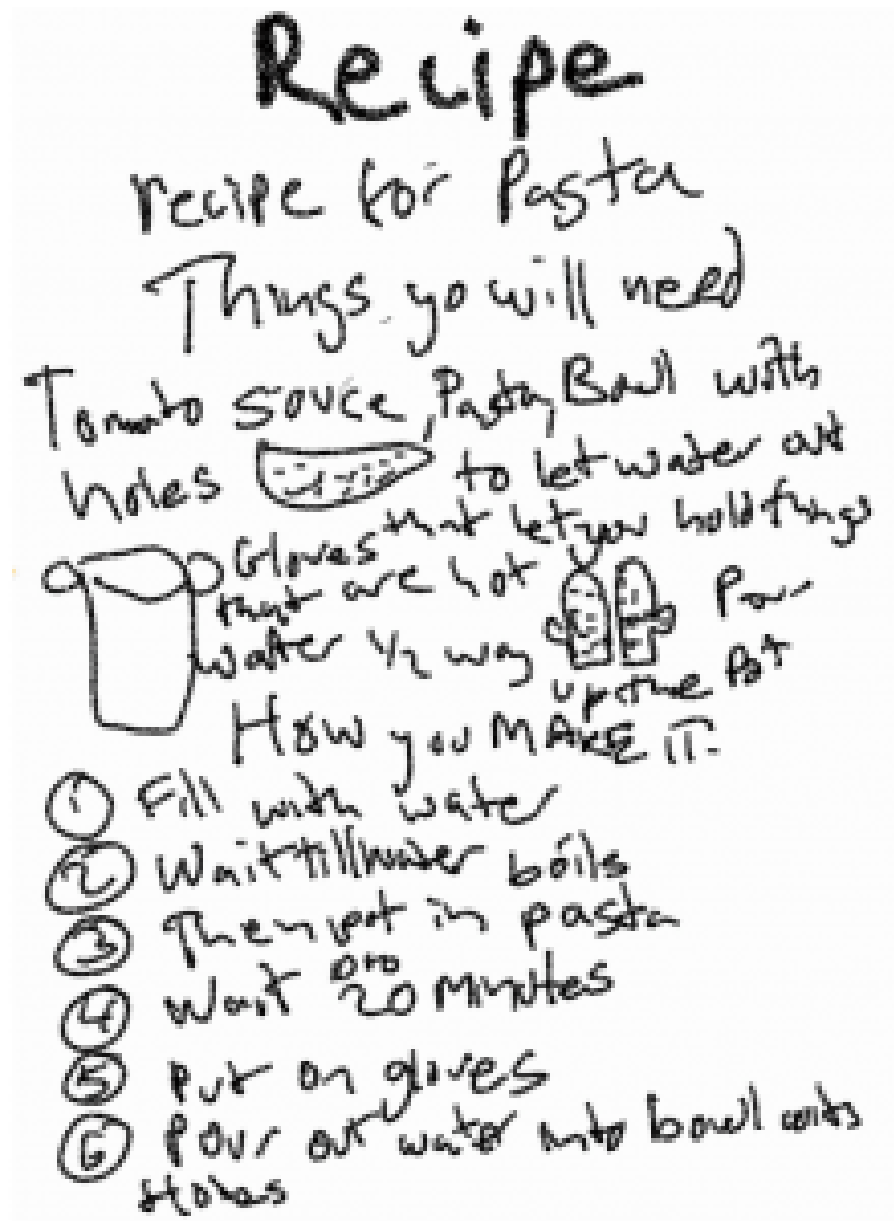 Recipe
recipe for Pasta
Things yo will need
Tomato souce, Pasta, Bowl with
holes to let water out
Gloves that let you hold things
that are hot Pour
water 1/2 way up the Pot
How you MAKE IT.
1 Fill with water
2 Wait till water boils
3 Then put in pasta
4 Wait 20 Minutes
5 Put on gloves
6 Pour out water into bowl with
Holes